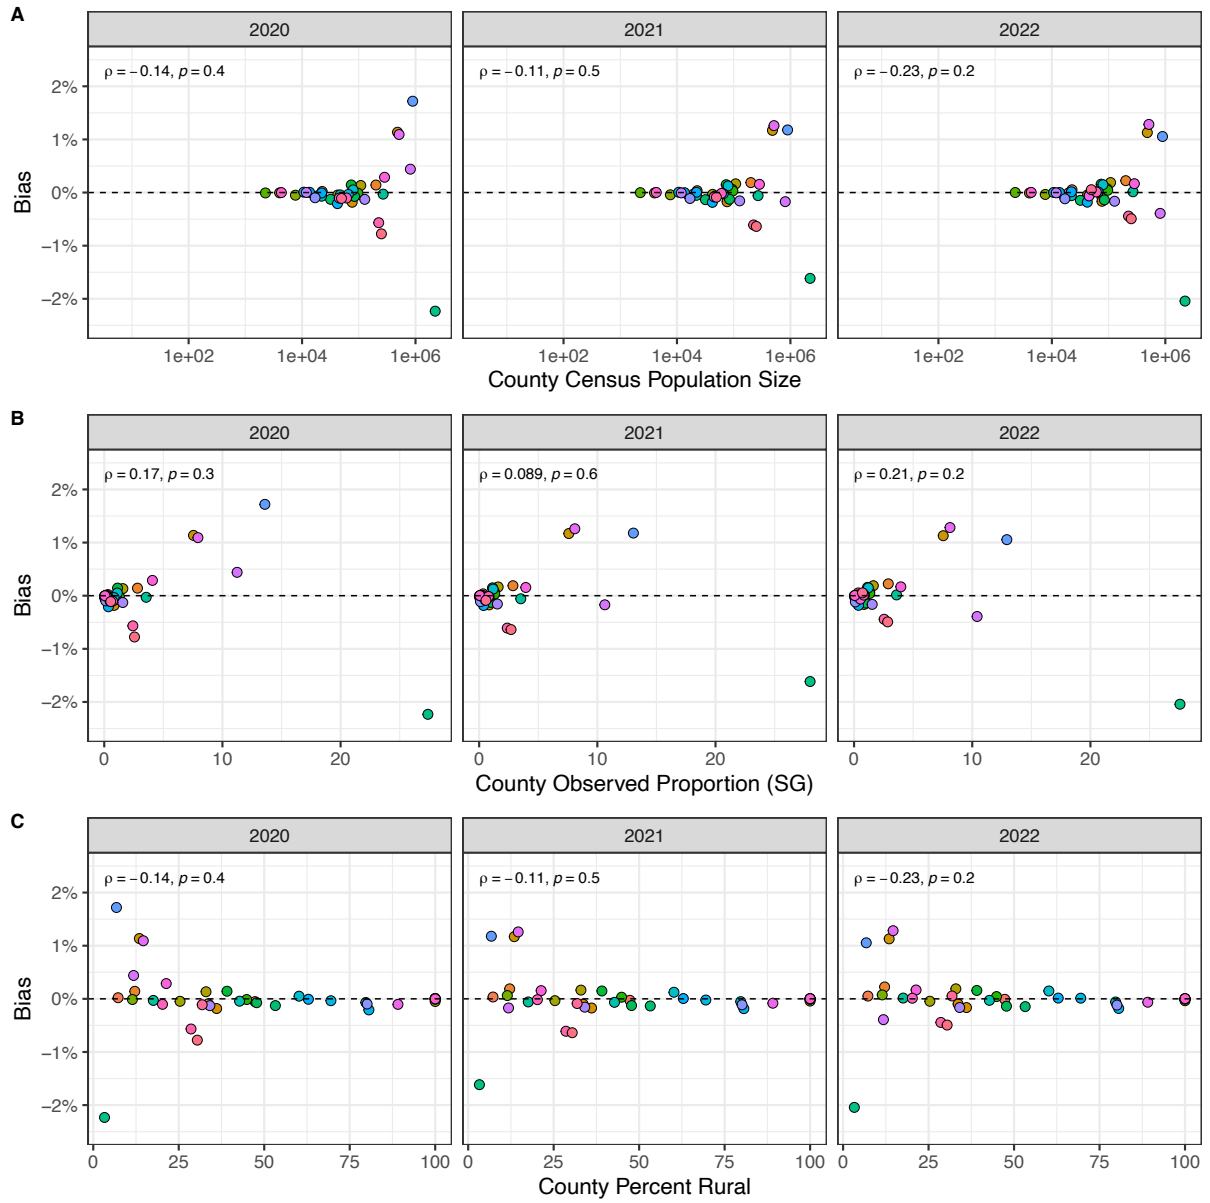 A
2020 2021 2022
ρ = −0.14, p = 0.4 ρ = −0.11, p = 0.5 ρ = −0.23, p = 0.2
2%
1%
0%
−1%
−2%
Bias
1e+02 1e+04 1e+06 1e+02 1e+04 1e+06 1e+02 1e+04 1e+06
County Census Population Size
B
2020 2021 2022
ρ = 0.17, p = 0.3 ρ = 0.089, p = 0.6 ρ = 0.21, p = 0.2
2%
1%
0%
−1%
−2%
Bias
0 10 20 0 10 20 0 10 20
County Observed Proportion (SG)
C
2020 2021 2022
ρ = −0.14, p = 0.4 ρ = −0.11, p = 0.5 ρ = −0.23, p = 0.2
2%
1%
0%
−1%
−2%
Bias
0 25 50 75 100 0 25 50 75 100 0 25 50 75 100
County Percent Rural